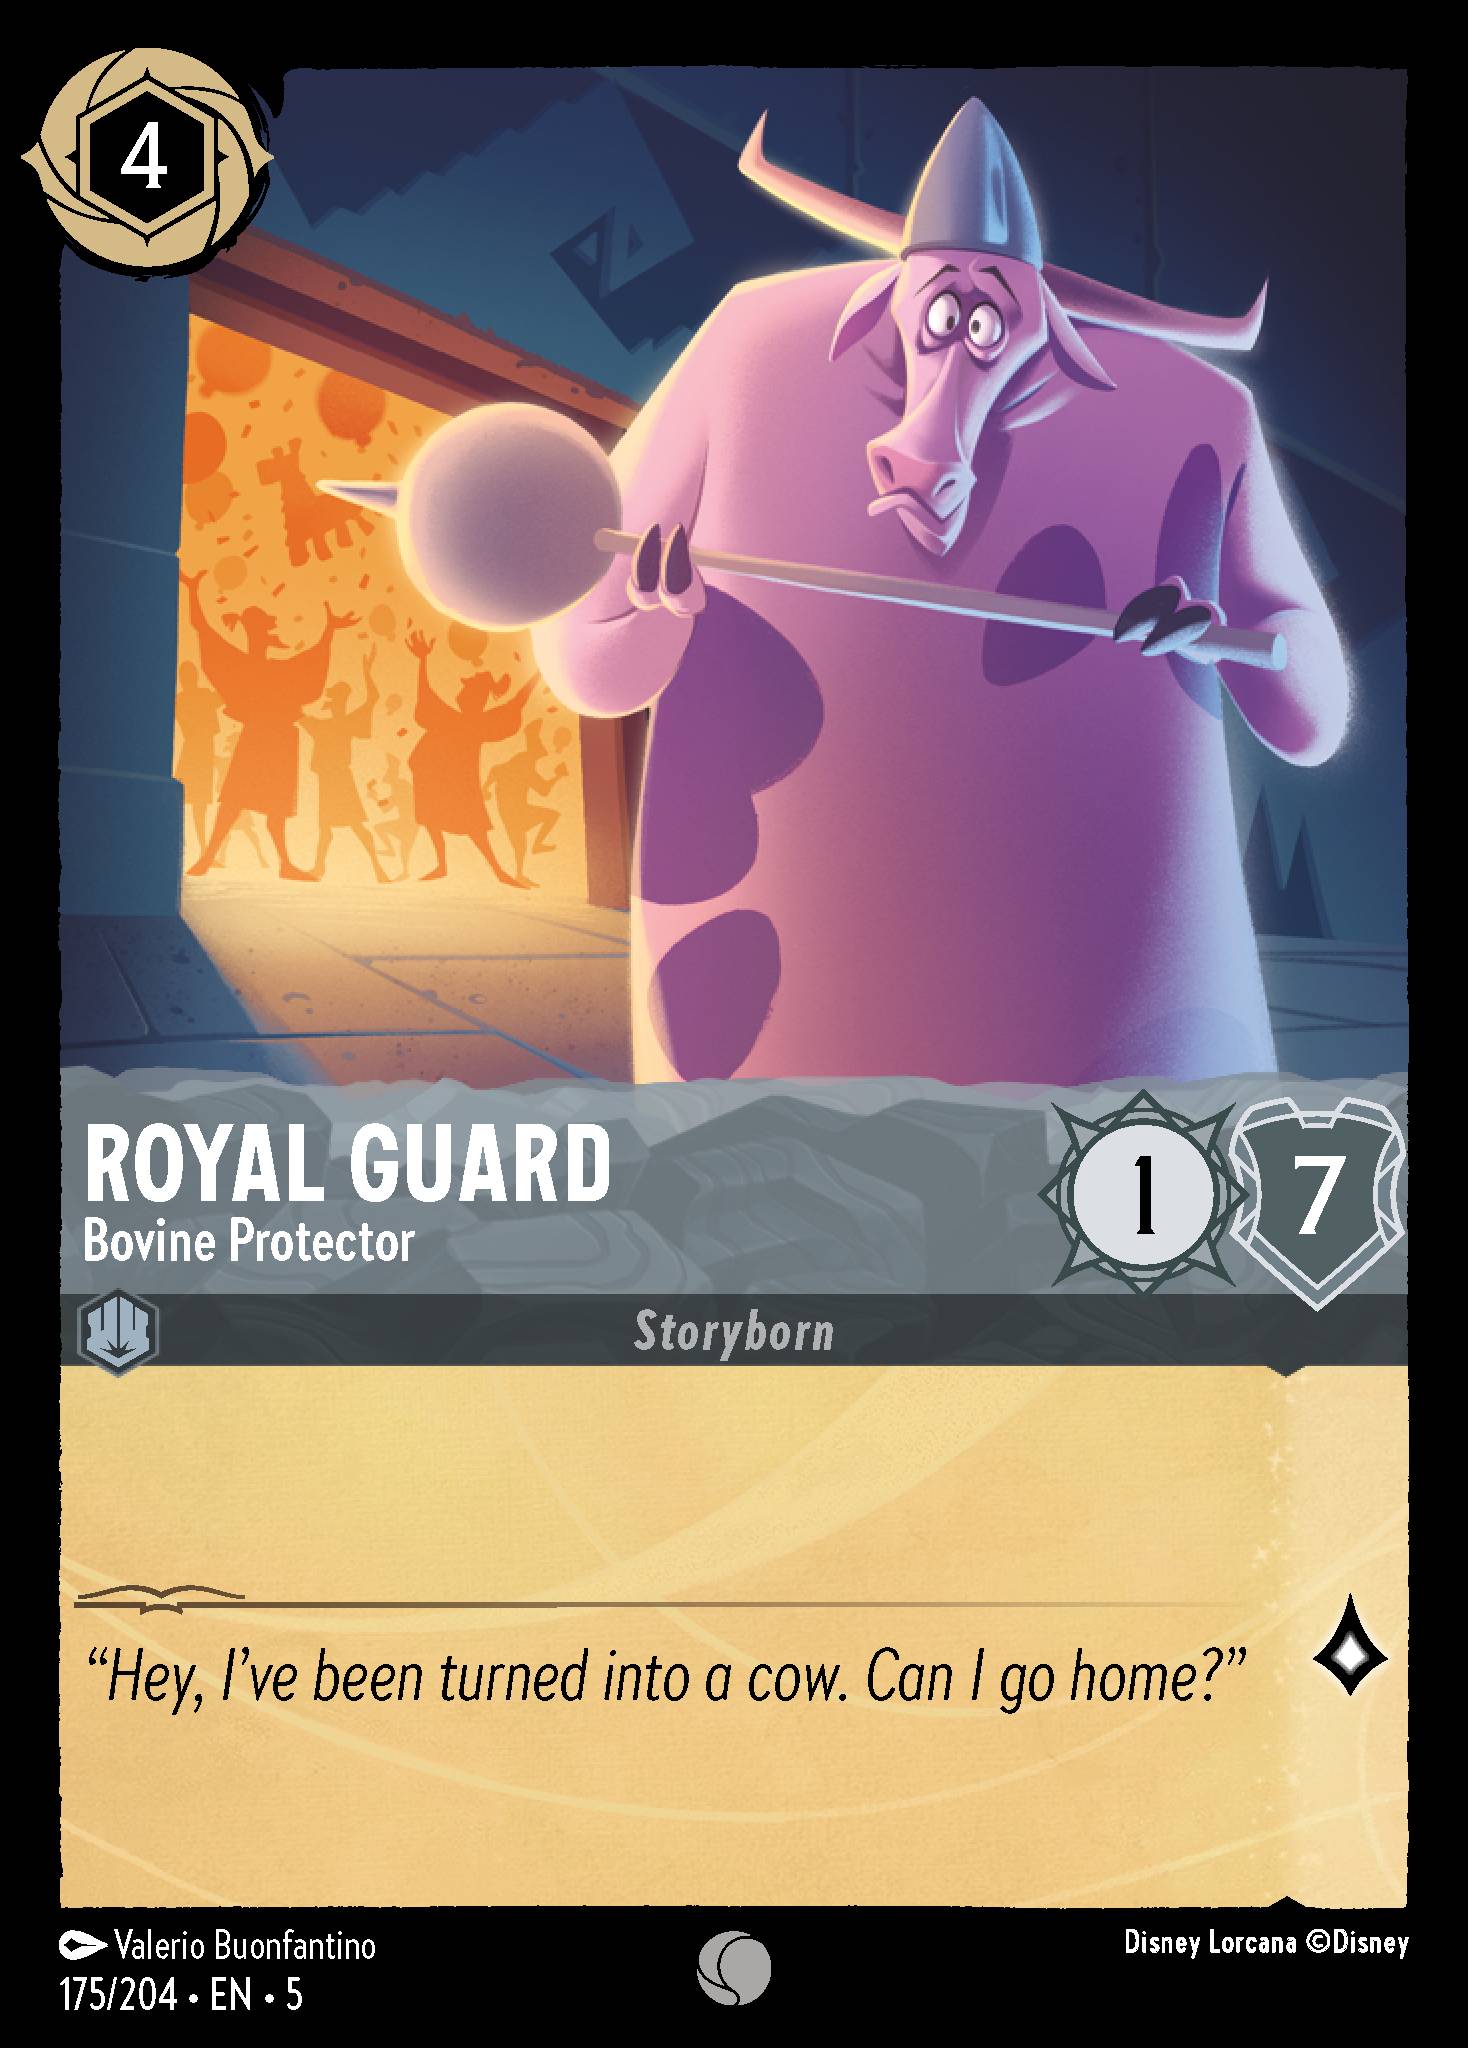 4
ROYAL GUARD
Bovine Protector
1
7
Storyborn
“Hey, I’ve been turned into a cow. Can I go home?”
Valerio Buonfantino
Disney Lorcana ©Disney
175/204 • EN • 5